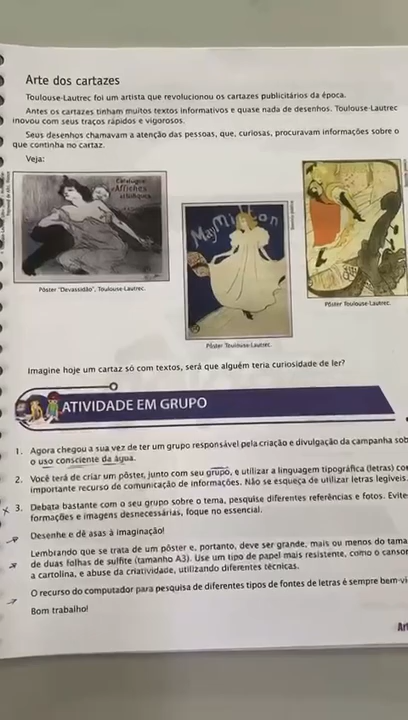 Arte dos cartazes
Toulouse-Lautrec foi um artista que revolucionou os cartazes publicitários da época.
Antes os cartazes tinham muitos textos informativos e quase nada de desenhos. Toulouse-Lautrec
inovou com seus traços rápidos e vigorosos.
Seus desenhos chamavam a atenção das pessoas, que, curiosas, procuravam informações sobre o
que continha no cartaz.
Veja:
Catalogue
d'Affiches
artistiques
May Milton
Pôster "Devassidão", Toulouse-Lautrec.
Pôster Toulouse-Lautrec.
Pôster Toulouse-Lautrec.
Imagine hoje um cartaz só com textos, será que alguém teria curiosidade de ler?
ATIVIDADE EM GRUPO
1. Agora chegou a sua vez de ter um grupo responsável pela criação e divulgação da campanha sob
o uso consciente da água.
2. Você terá de criar um pôster, junto com seu grupo, e utilizar a linguagem tipográfica (letras) co
importante recurso de comunicação de informações. Não se esqueça de utilizar letras legíveis.
3. Debata bastante com o seu grupo sobre o tema, pesquise diferentes referências e fotos. Evite
formações e imagens desnecessárias, foque no essencial.
Desenhe e dê asas à imaginação!
Lembrando que se trata de um pôster e, portanto, deve ser grande, mais ou menos do tama
de duas folhas de sulfite (tamanho A3). Use um tipo de papel mais resistente, como o canso
a cartolina, e abuse da criatividade, utilizando diferentes técnicas.
O recurso do computador para pesquisa de diferentes tipos de fontes de letras é sempre bem-vi
Bom trabalho!
Art